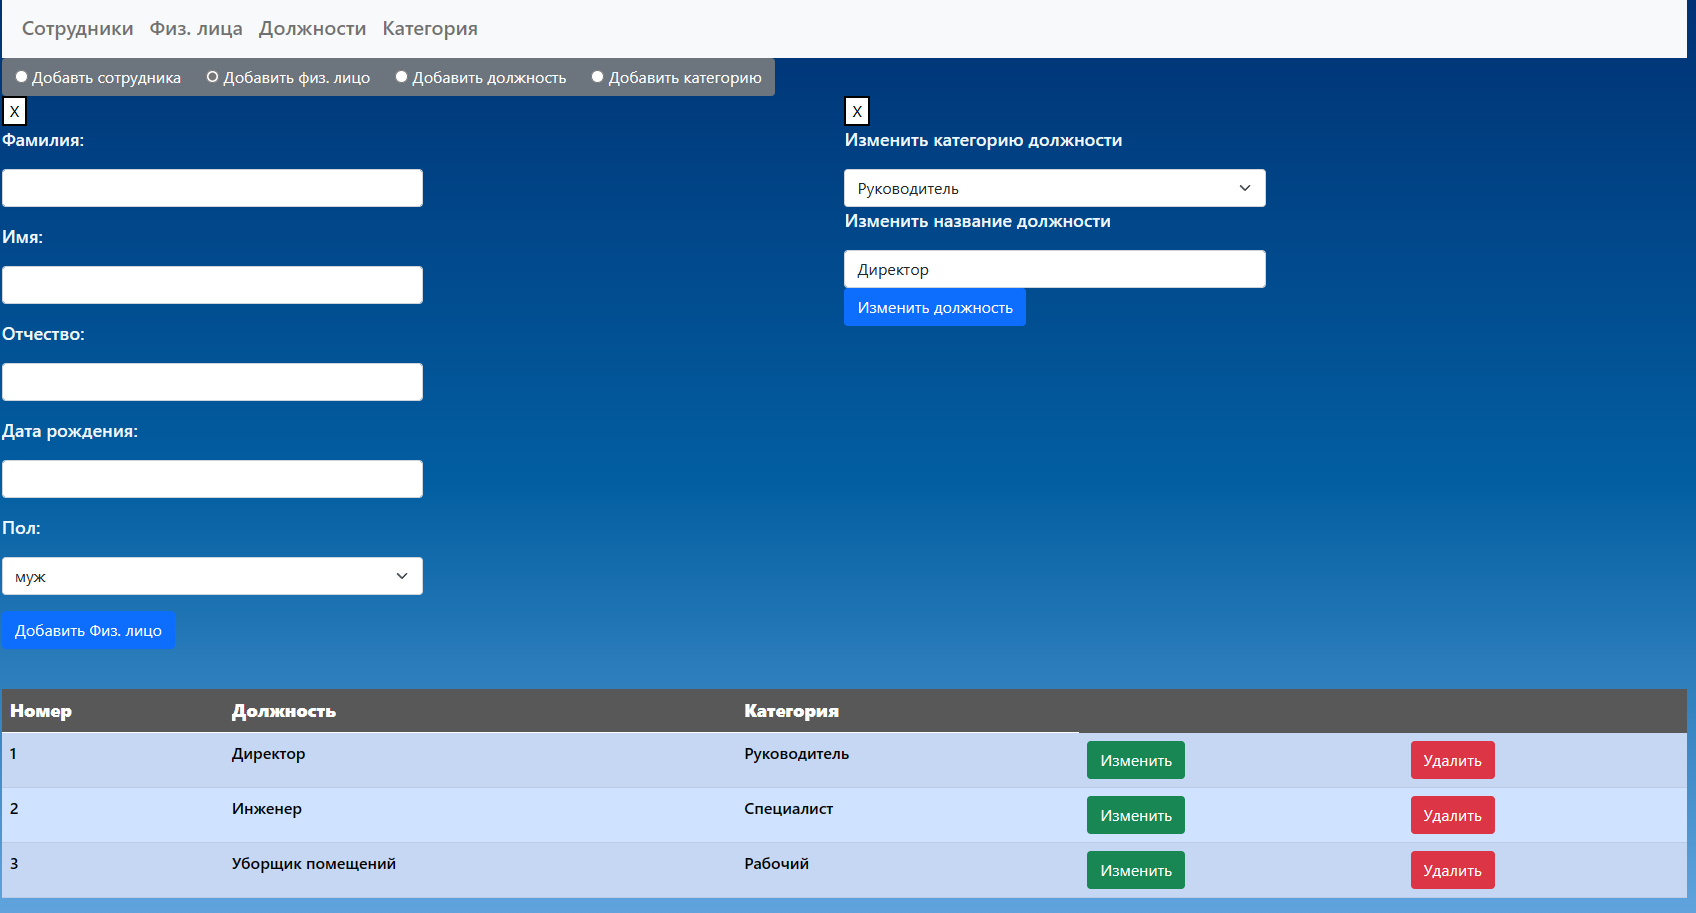 Сотрудники Физ. лица Должности Категория
Добавть сотрудника Добавить физ. лицо Добавить должность Добавить категорию
X
Фамилия:
Имя:
Отчество:
Дата рождения:
Пол:
муж
Добавить Физ. лицо
X
Изменить категорию должности
Руководитель
Изменить название должности
Директор
Изменить должность
Номер Должность Категория
1 Директор Руководитель Изменить Удалить
2 Инженер Специалист Изменить Удалить
3 Уборщик помещений Рабочий Изменить Удалить